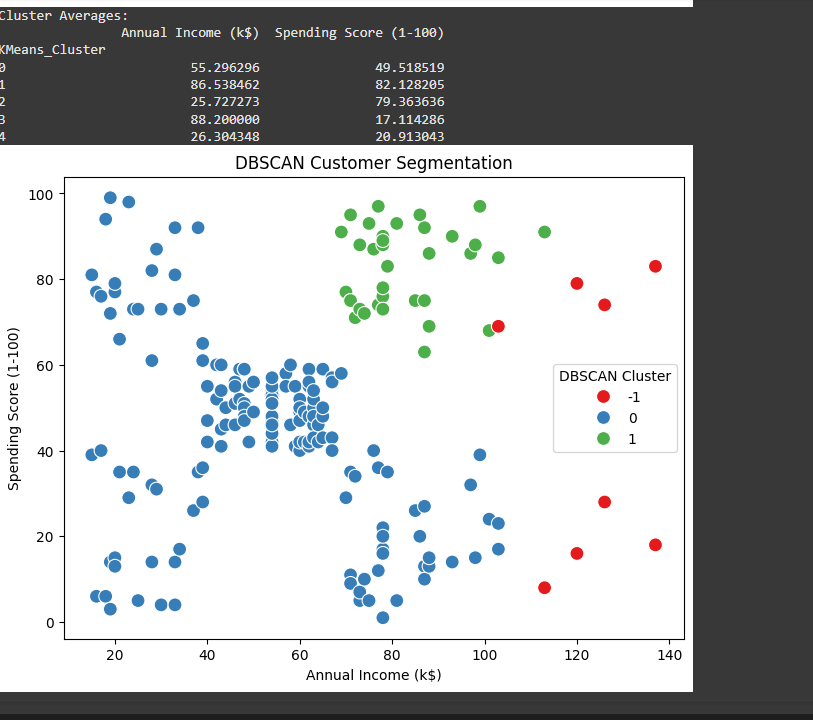 Cluster Averages:
Annual Income (k$) Spending Score (1-100)
KMeans_Cluster
0 55.296296 49.518519
1 86.538462 82.128205
2 25.727273 79.363636
3 88.200000 17.114286
4 26.304348 20.913043
DBSCAN Customer Segmentation
100
80
60
40
20
0
Spending Score (1-100)
DBSCAN Cluster
-1
0
1
20 40 60 80 100 120 140
Annual Income (k$)